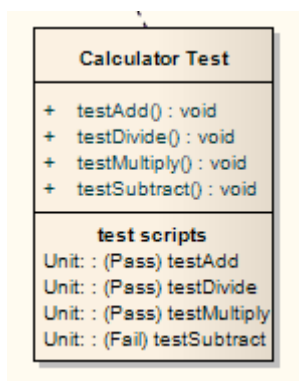 Calculator Test
+ testAdd() : void
+ testDivide() : void
+ testMultiply() : void
+ testSubtract() : void
test scripts
Unit: : (Pass) testAdd
Unit: : (Pass) testDivide
Unit: : (Pass) testMultiply
Unit: : (Fail) testSubtract